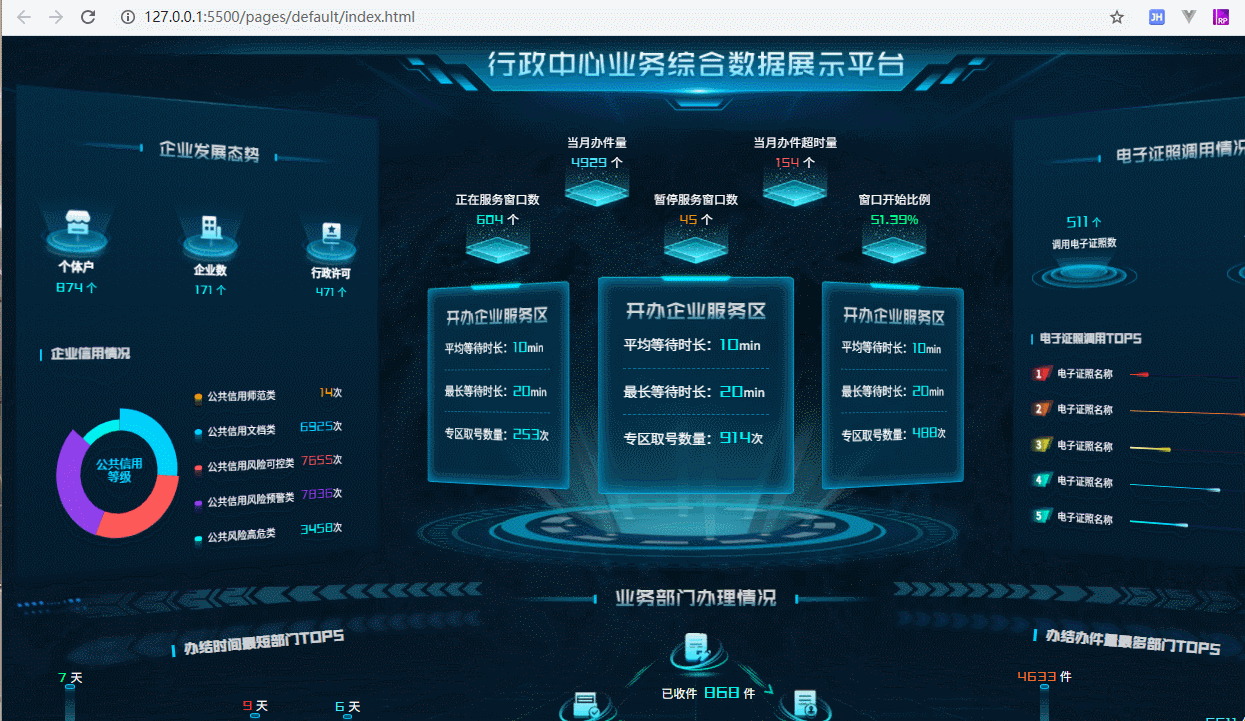 127.0.0.1:5500/pages/default/index.html
JH
RP
行政中心业务综合数据展示平台
企业发展态势
个体户
874 个
企业数
171 个
行政许可
471 个
企业信用情况
公共信用
等级
公共信用师范类 14次
公共信用文档类 6925次
公共信用风险可控类 7655次
公共信用风险预警类 7836次
公共风险高危类 3458次
当月办件量
4929 个
当月办件超时量
154 个
正在服务窗口数
604 个
暂停服务窗口数
45 个
窗口开始比例
51.39%
开办企业服务区
平均等待时长：10min
最长等待时长：20min
专区取号数量：253次
开办企业服务区
平均等待时长：10min
最长等待时长：20min
专区取号数量：914次
开办企业服务区
平均等待时长：10min
最长等待时长：20min
专区取号数量：488次
电子证照调用情况
511 个
调用电子证照数
电子证照调用TOP5
1 电子证照名称
2 电子证照名称
3 电子证照名称
4 电子证照名称
5 电子证照名称
业务部门办理情况
已收件 868 件
办结时间最短部门TOP5
7 天
9 天
6 天
办结办件量最多部门TOP5
4633 件